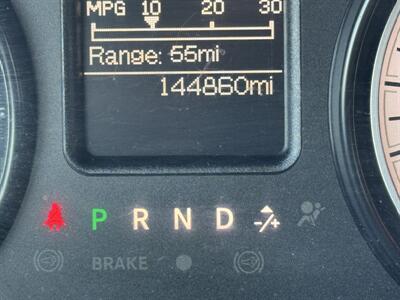 MPG 10 20 30
Range: 55mi
144860mi
P R N D -/+
BRAKE